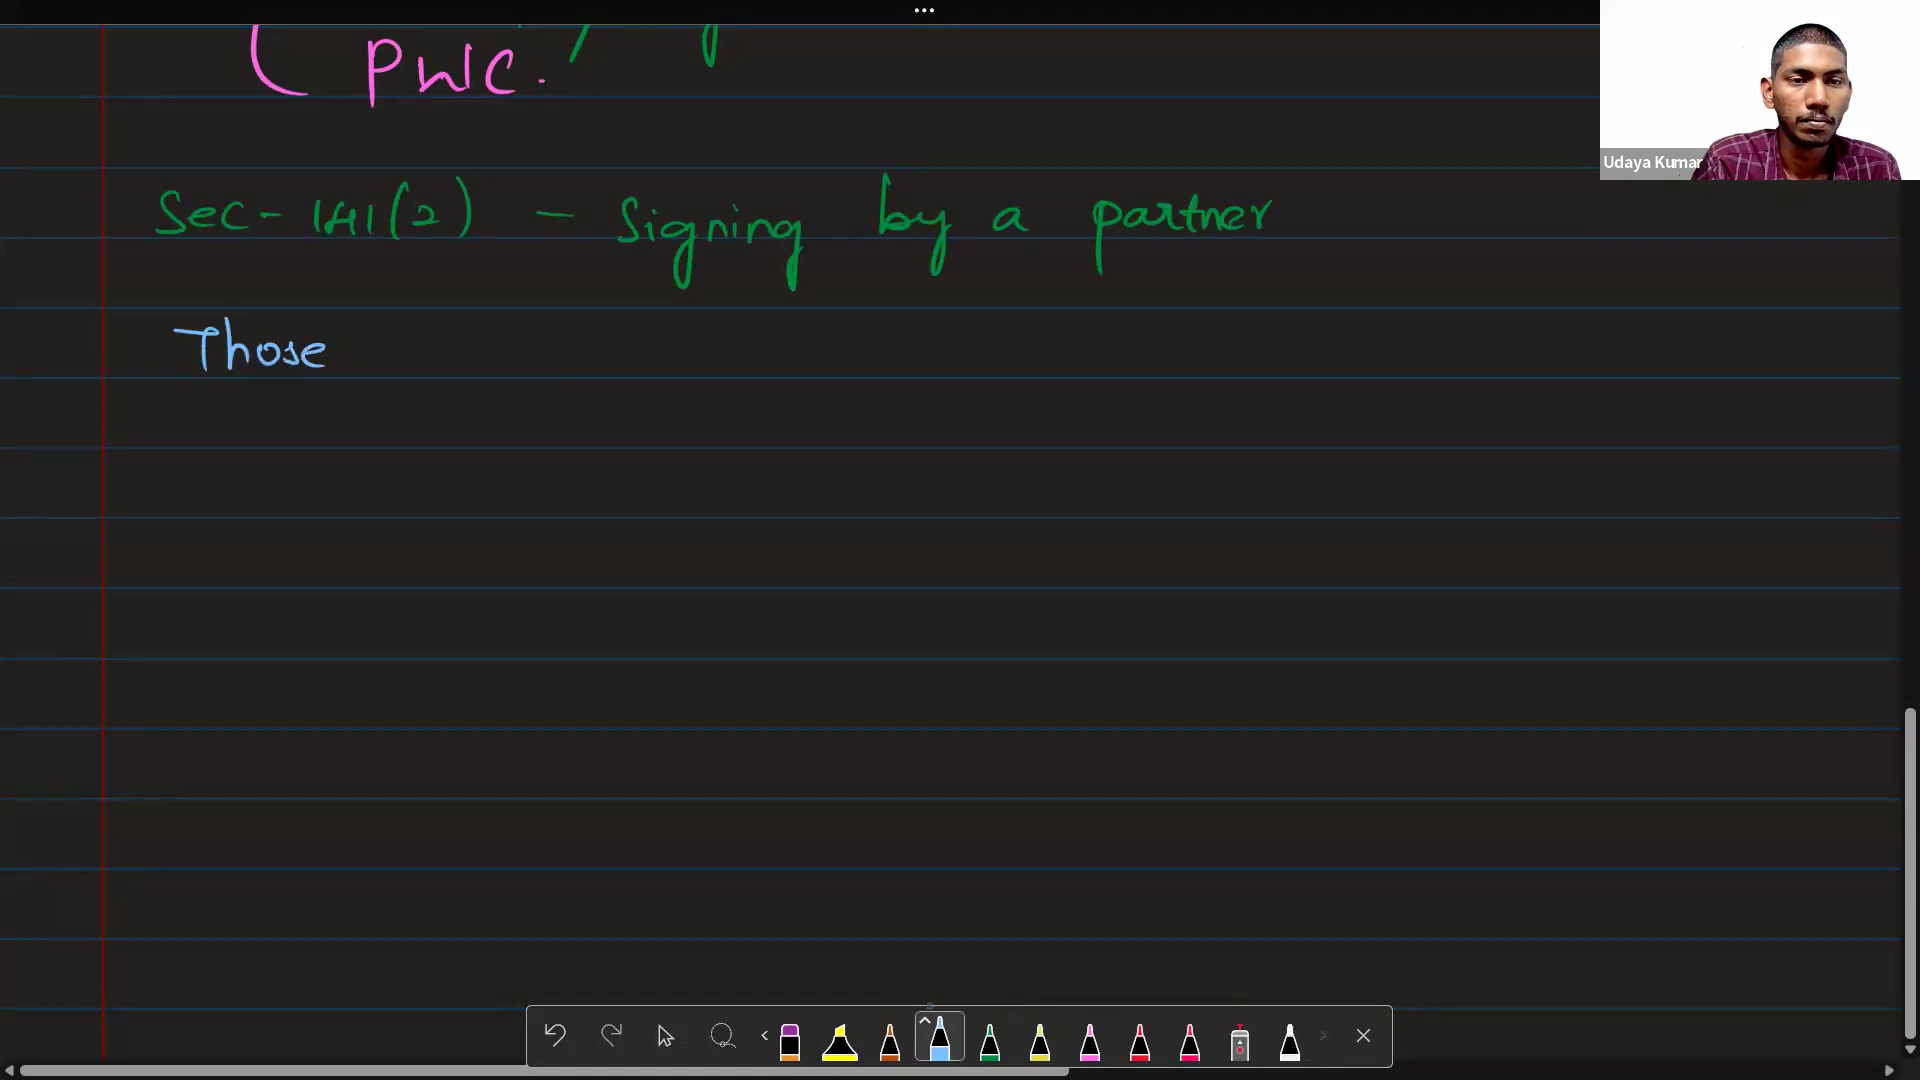 PWC.
Udaya Kumar
Sec - 141(2) - Signing by a partner
Those